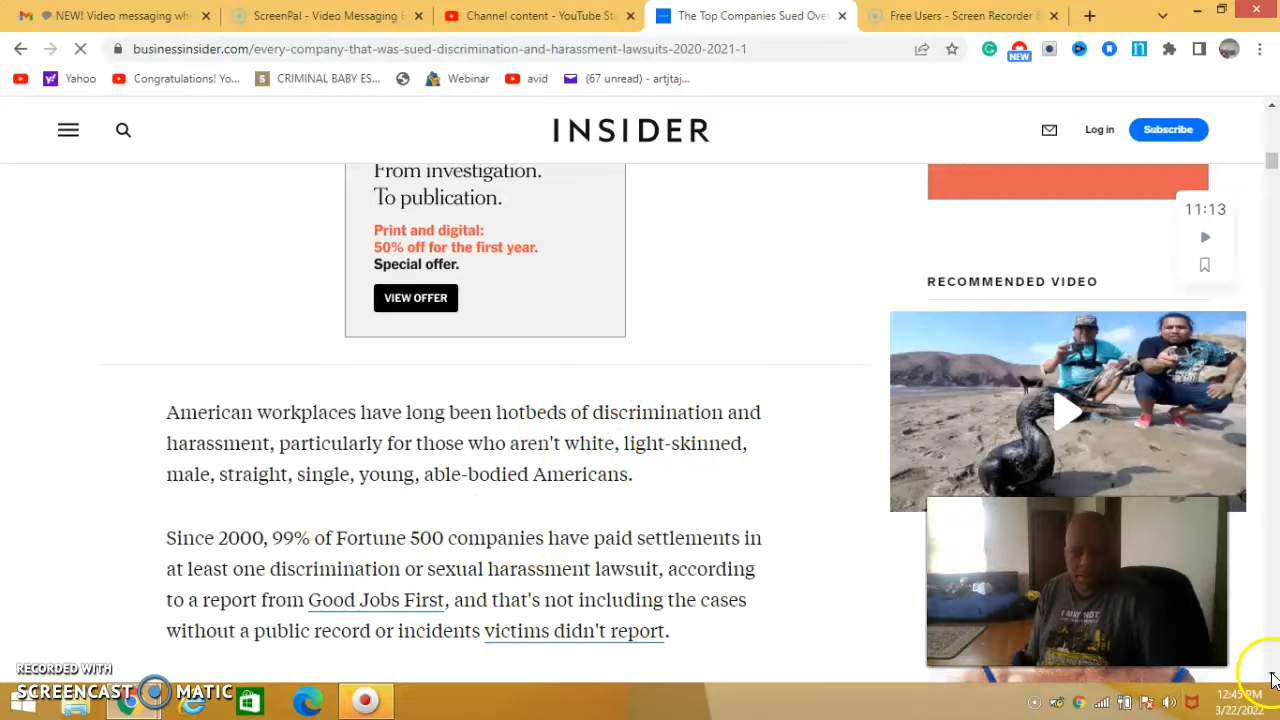 NEW! Video messaging wh
ScreenPal - Video Messaging
Channel content - YouTube St
The Top Companies Sued Ove
Free Users - Screen Recorder
businessinsider.com/every-company-that-was-sued-discrimination-and-harassment-lawsuits-2020-2021-1
NEW
Yahoo
Congratulations! Yo...
CRIMINAL BABY ES...
Webinar
avid
(67 unread) - artjtaj...
INSIDER
Log in
Subscribe
From investigation.
To publication.
Print and digital:
50% off for the first year.
Special offer.
VIEW OFFER
11:13
RECOMMENDED VIDEO
American workplaces have long been hotbeds of discrimination and
harassment, particularly for those who aren't white, light-skinned,
male, straight, single, young, able-bodied Americans.
Since 2000, 99% of Fortune 500 companies have paid settlements in
at least one discrimination or sexual harassment lawsuit, according
to a report from Good Jobs First, and that's not including the cases
without a public record or incidents victims didn't report.
I MAY NOT
RECORDED WITH
SCREENCAST MATIC
12:45 PM
3/22/2022